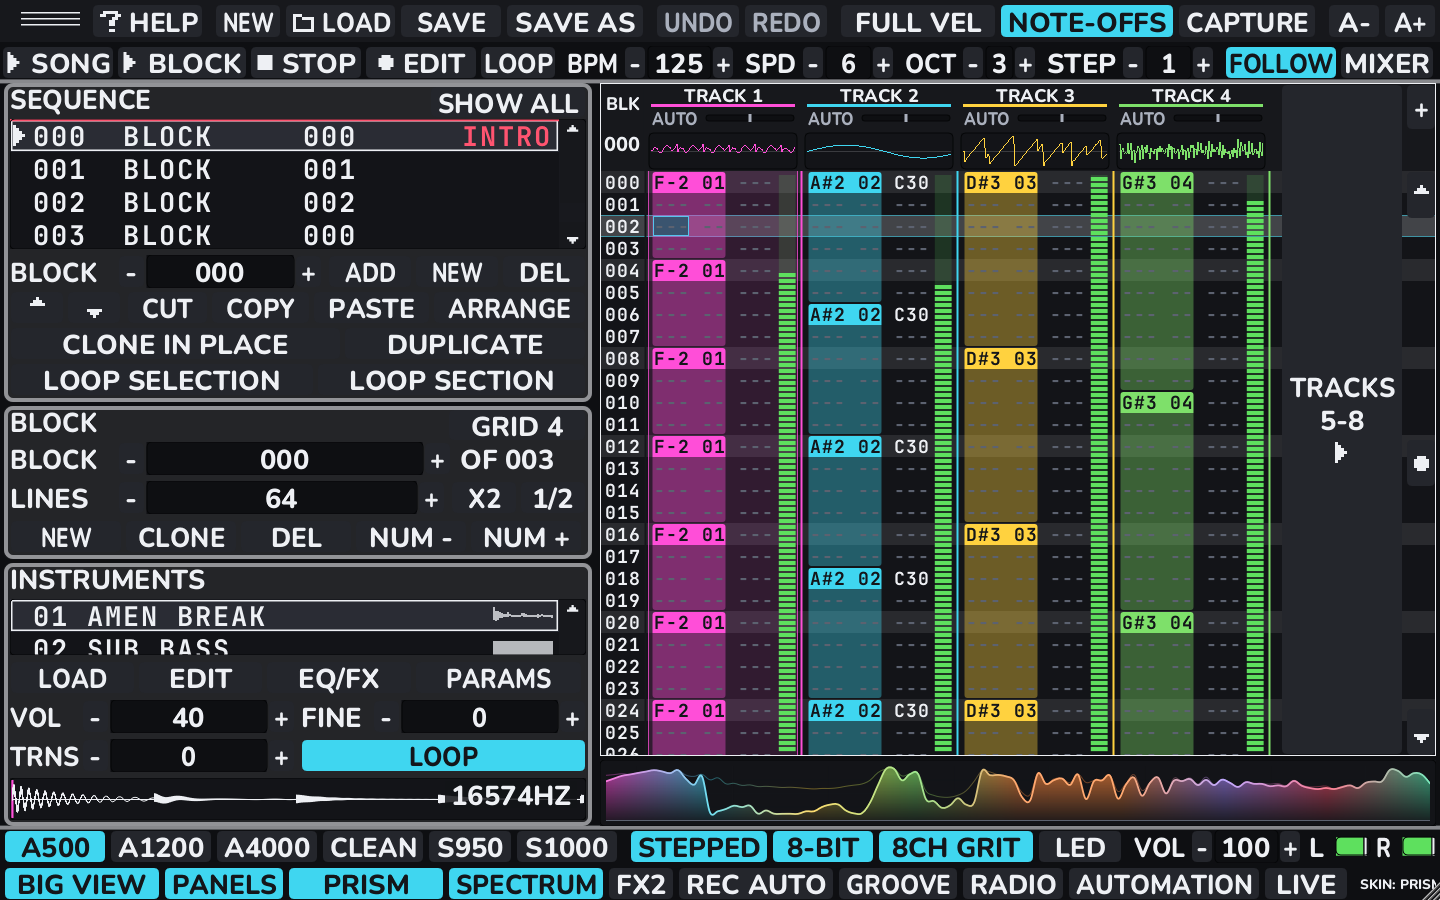 HELP NEW LOAD SAVE SAVE AS UNDO REDO FULL VEL NOTE-OFFS CAPTURE A- A+
SONG BLOCK STOP EDIT LOOP BPM - 125 + SPD - 6 + OCT - 3 + STEP - 1 + FOLLOW MIXER
SEQUENCE SHOW ALL
000 BLOCK 000 INTRO
001 BLOCK 001
002 BLOCK 002
003 BLOCK 000
BLOCK - 000 + ADD NEW DEL
CUT COPY PASTE ARRANGE
CLONE IN PLACE DUPLICATE
LOOP SELECTION LOOP SECTION
BLOCK GRID 4
BLOCK - 000 + OF 003
LINES - 64 + X2 1/2
NEW CLONE DEL NUM - NUM +
INSTRUMENTS
01 AMEN BREAK
02 SUB BASS
LOAD EDIT EQ/FX PARAMS
VOL - 40 + FINE - 0 +
TRNS - 0 + LOOP
16574HZ
BLK TRACK 1 TRACK 2 TRACK 3 TRACK 4 +
AUTO AUTO AUTO AUTO
000
000 F-2 01 --- A#2 02 C30 D#3 03 --- G#3 04 ---
001 --- -- --- --- -- --- --- -- --- --- -- ---
002 --- -- --- --- -- --- --- -- --- --- -- ---
003 --- -- --- --- -- --- --- -- --- --- -- ---
004 F-2 01 --- --- -- --- --- -- --- --- -- ---
005 --- -- --- --- -- --- --- -- --- --- -- ---
006 --- -- --- A#2 02 C30 --- -- --- --- -- ---
007 --- -- --- --- -- --- --- -- --- --- -- ---
008 F-2 01 --- --- -- --- D#3 03 --- --- -- ---
009 --- -- --- --- -- --- --- -- --- --- -- ---
010 --- -- --- --- -- --- --- -- --- G#3 04 ---
011 --- -- --- --- -- --- --- -- --- --- -- ---
012 F-2 01 --- A#2 02 C30 --- -- --- --- -- ---
013 --- -- --- --- -- --- --- -- --- --- -- ---
014 --- -- --- --- -- --- --- -- --- --- -- ---
015 --- -- --- --- -- --- --- -- --- --- -- ---
016 F-2 01 --- --- -- --- D#3 03 --- --- -- ---
017 --- -- --- --- -- --- --- -- --- --- -- ---
018 --- -- --- A#2 02 C30 --- -- --- --- -- ---
019 --- -- --- --- -- --- --- -- --- --- -- ---
020 F-2 01 --- --- -- --- --- -- --- G#3 04 ---
021 --- -- --- --- -- --- --- -- --- --- -- ---
022 --- -- --- --- -- --- --- -- --- --- -- ---
023 --- -- --- --- -- --- --- -- --- --- -- ---
024 F-2 01 --- A#2 02 C30 D#3 03 --- --- -- ---
025 --- -- --- --- -- --- --- -- --- --- -- ---
026
TRACKS
5-8
A500 A1200 A4000 CLEAN S950 S1000 STEPPED 8-BIT 8CH GRIT LED VOL - 100 + L R
BIG VIEW PANELS PRISM SPECTRUM FX2 REC AUTO GROOVE RADIO AUTOMATION LIVE SKIN: PRISM